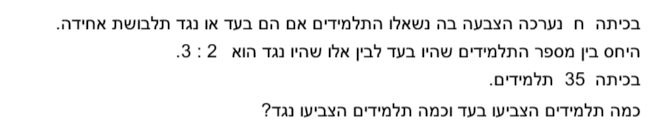 בכיתה ח נערכה הצבעה בה נשאלו התלמידים אם הם בעד או נגד תלבושת אחידה.
היחס בין מספר התלמידים שהיו בעד לבין אלו שהיו נגד הוא 2 : 3.
בכיתה 35 תלמידים.
כמה תלמידים הצביעו בעד וכמה תלמידים הצביעו נגד?